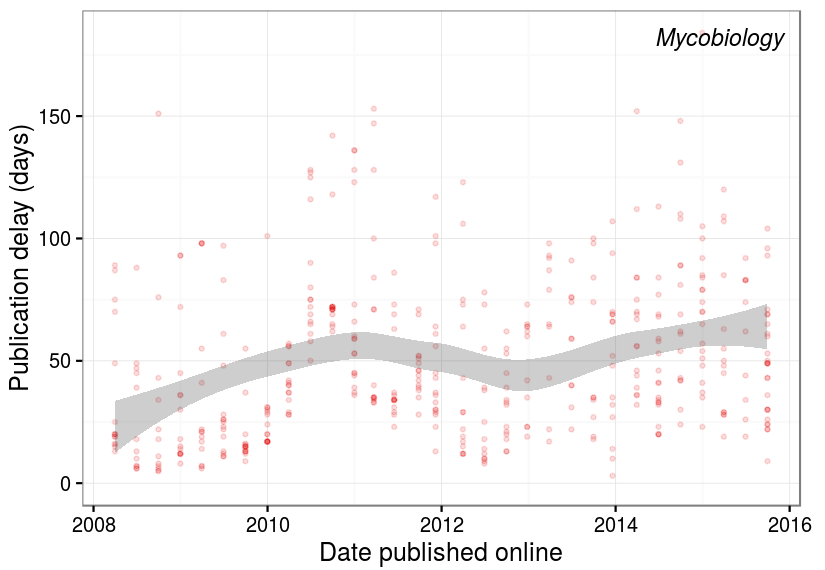 Mycobiology
Publication delay (days)
150
100
50
0
2008 2010 2012 2014 2016
Date published online